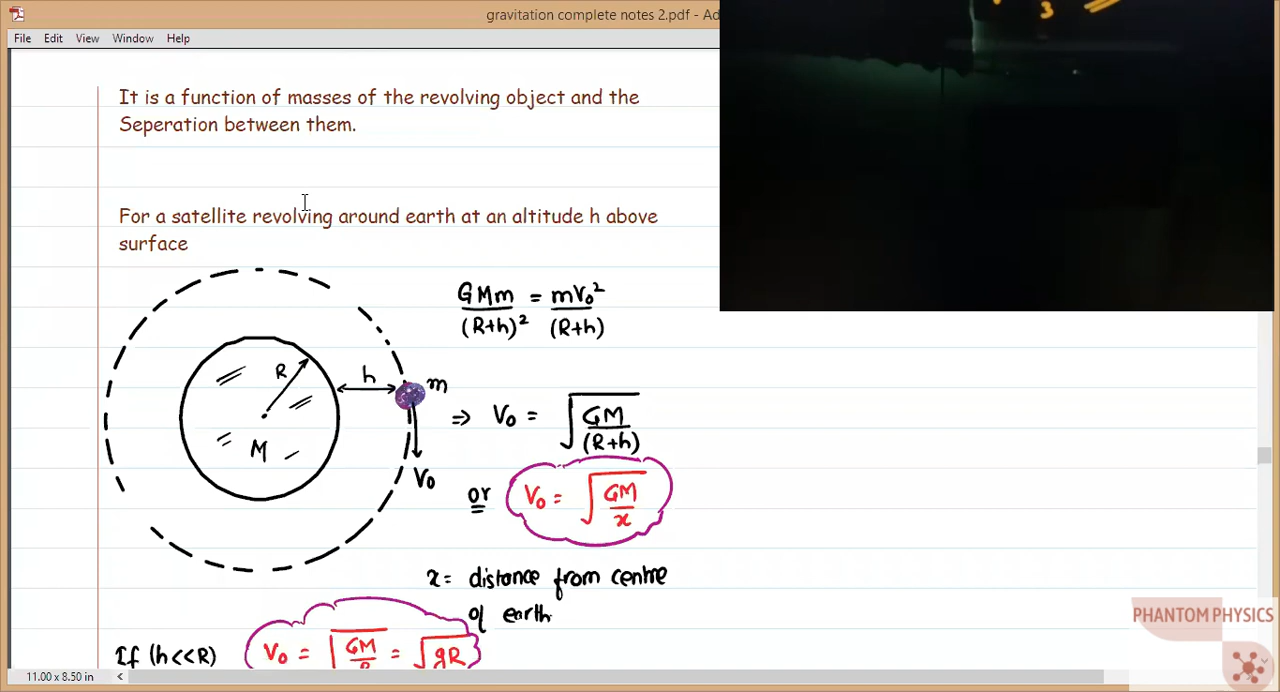 gravitation complete notes 2.pdf - Ad
File Edit View Window Help
3
It is a function of masses of the revolving object and the
Seperation between them.
For a satellite revolving around earth at an altitude h above
surface
GMm/(R+h)² = mV₀²/(R+h)
R
h
m
M
V₀
⇒ V₀ = √(GM/(R+h))
or V₀ = √(GM/x)
x = distance from centre
of earth
If (h<<R) V₀ = √(GM/R) = √gR
PHANTOM PHYSICS
11.00 x 8.50 in